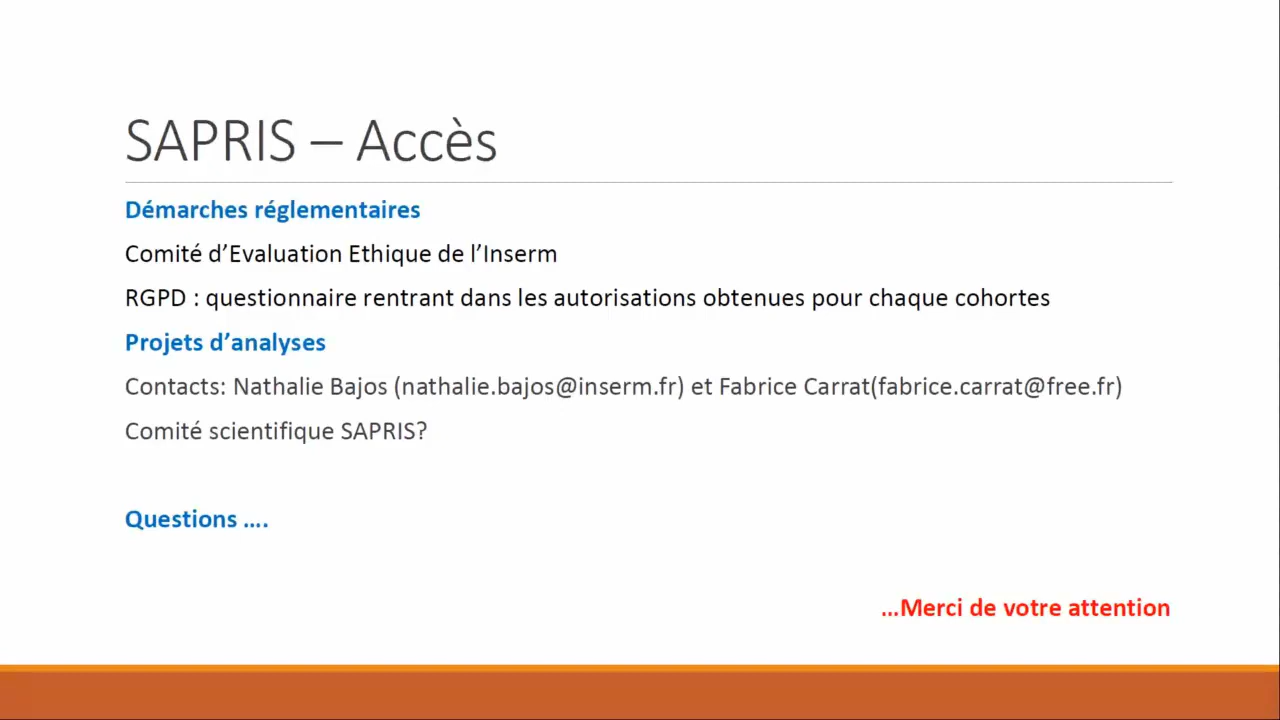 SAPRIS – Accès
Démarches réglementaires
Comité d’Evaluation Ethique de l’Inserm
RGPD : questionnaire rentrant dans les autorisations obtenues pour chaque cohortes
Projets d’analyses
Contacts: Nathalie Bajos (nathalie.bajos@inserm.fr) et Fabrice Carrat(fabrice.carrat@free.fr)
Comité scientifique SAPRIS?
Questions ….
…Merci de votre attention